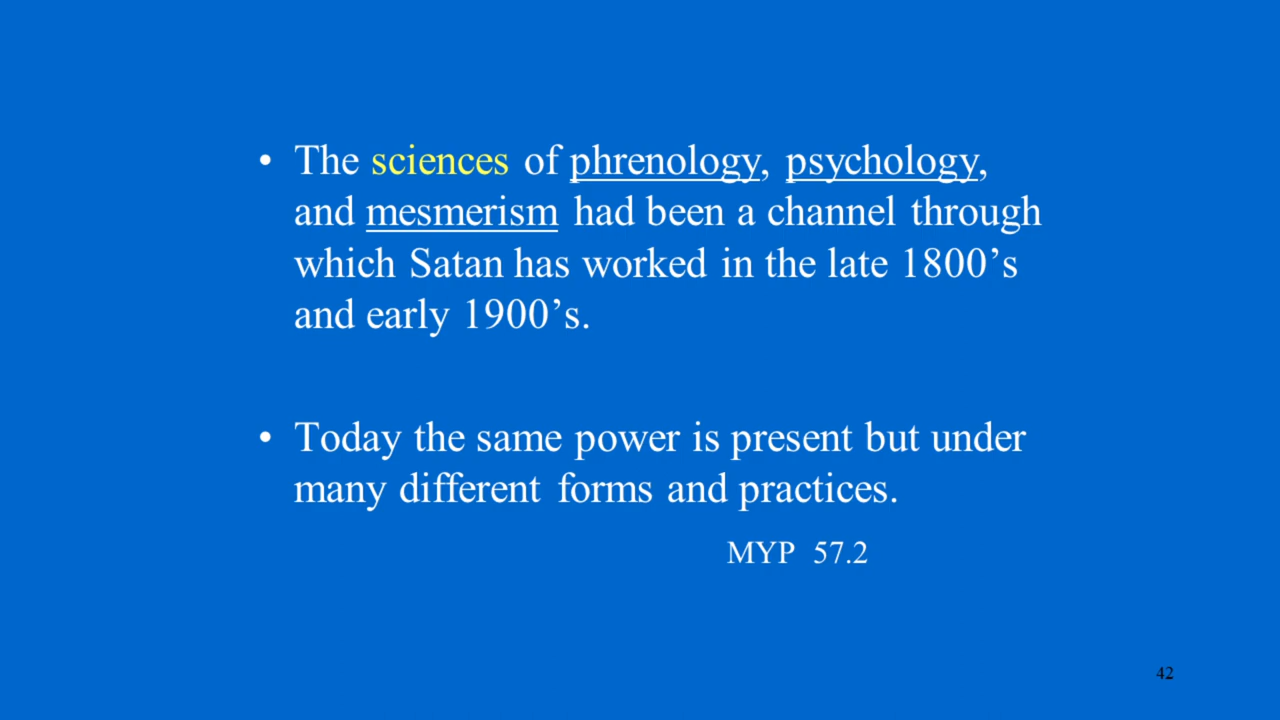 • The sciences of phrenology, psychology,
and mesmerism had been a channel through
which Satan has worked in the late 1800’s
and early 1900’s.
• Today the same power is present but under
many different forms and practices.
MYP 57.2
42